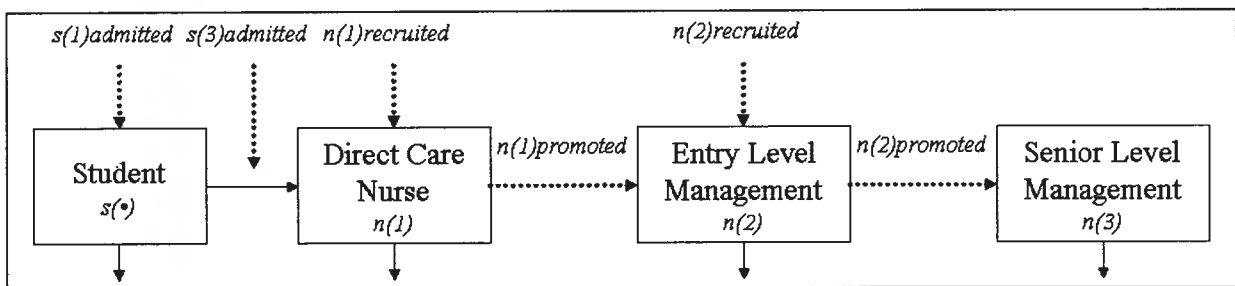 s(1)admitted s(3)admitted n(1)recruited n(2)recruited
Student
s(•)
Direct Care
Nurse
n(1)
n(1)promoted
Entry Level
Management
n(2)
n(2)promoted
Senior Level
Management
n(3)